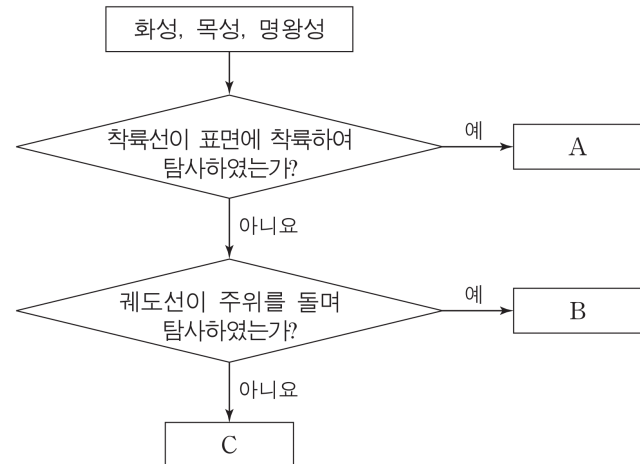 화성, 목성, 명왕성
착륙선이 표면에 착륙하여
탐사하였는가?
예
A
아니요
궤도선이 주위를 돌며
탐사하였는가?
예
B
아니요
C